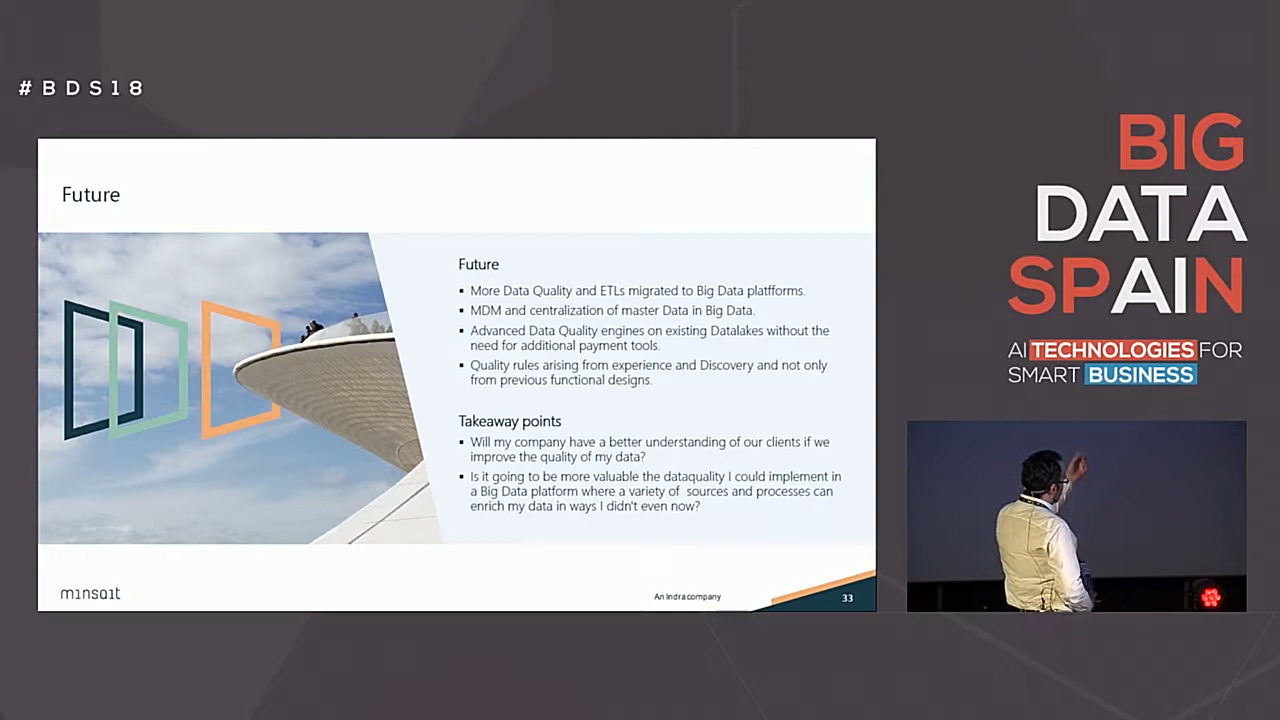 #BDS18
BIG
DATA
SPAIN
AI TECHNOLOGIES FOR
SMART BUSINESS
Future
Future
▪ More Data Quality and ETLs migrated to Big Data platfforms.
▪ MDM and centralization of master Data in Big Data.
▪ Advanced Data Quality engines on existing Datalakes without the
need for additional payment tools.
▪ Quality rules arising from experience and Discovery and not only
from previous functional designs.
Takeaway points
▪ Will my company have a better understanding of our clients if we
improve the quality of my data?
▪ Is it going to be more valuable the dataquality I could implement in
a Big Data platform where a variety of sources and processes can
enrich my data in ways I didn't even now?
minsait
An Indra company
33